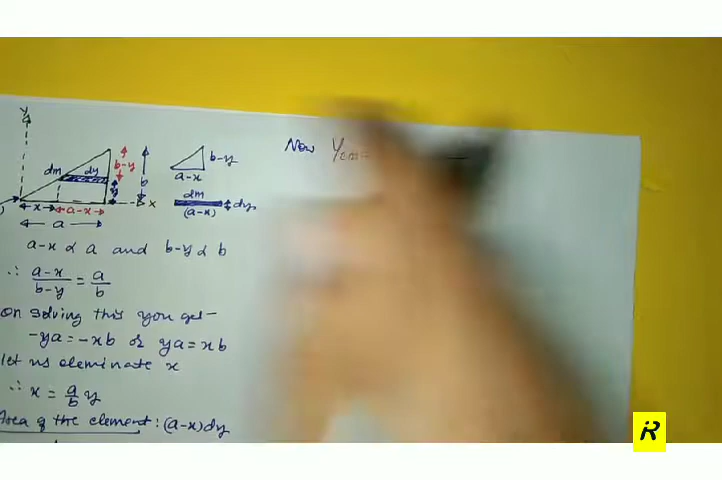 Y
dm
dy
b-y
y
b
x
x
a-x
a
b-y
a-x
dm
(a-x)
dy
a-x α a and b-y α b
∴ a-x/b-y = a/b
on solving this you get-
-ya = -xb or ya = xb
let us eleminate x
∴ x = a/b y
Area of the element: (a-x)dy
Now Ycm=
R